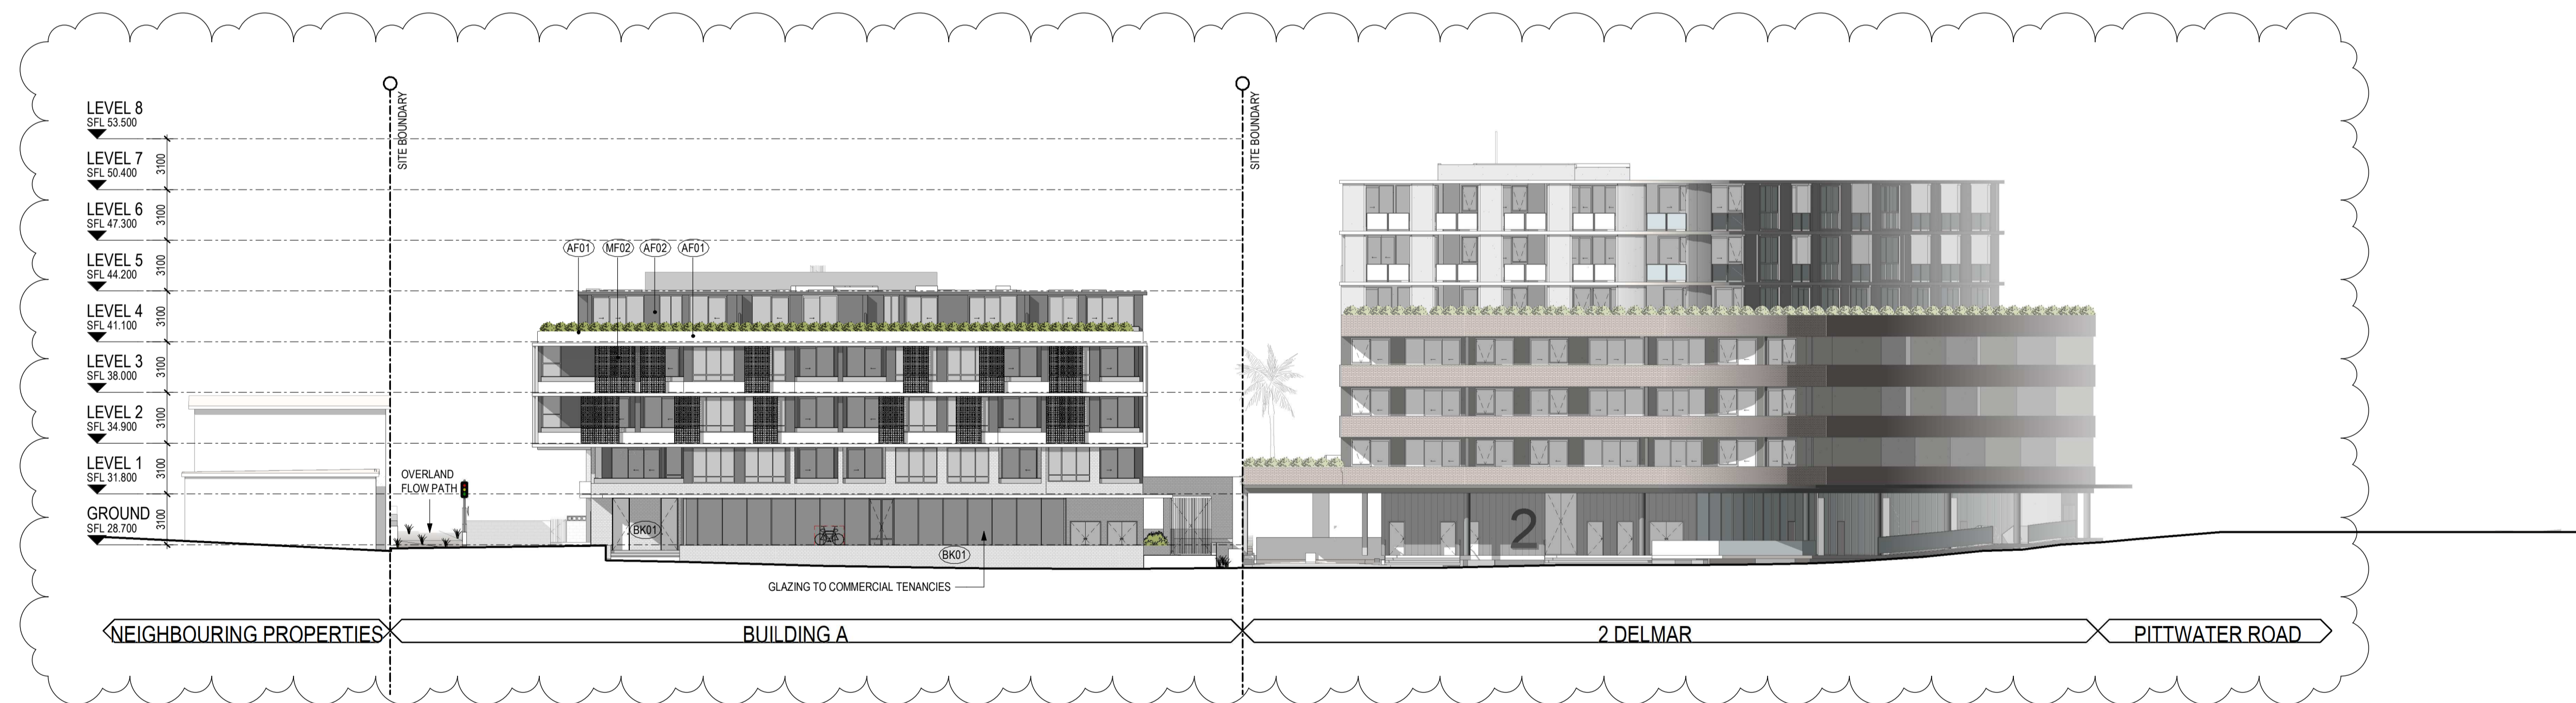 LEVEL 8
SFL 53.500
LEVEL 7
SFL 50.400
LEVEL 6
SFL 47.300
LEVEL 5
SFL 44.200
LEVEL 4
SFL 41.100
LEVEL 3
SFL 38.000
LEVEL 2
SFL 34.900
LEVEL 1
SFL 31.800
GROUND
SFL 28.700
3100
3100
3100
3100
3100
3100
3100
3100
SITE BOUNDARY
SITE BOUNDARY
AF01 MF02 AF02 AF01
OVERLAND
FLOW PATH
BK01
BK01
GLAZING TO COMMERCIAL TENANCIES
2
NEIGHBOURING PROPERTIES
BUILDING A
2 DELMAR
PITTWATER ROAD